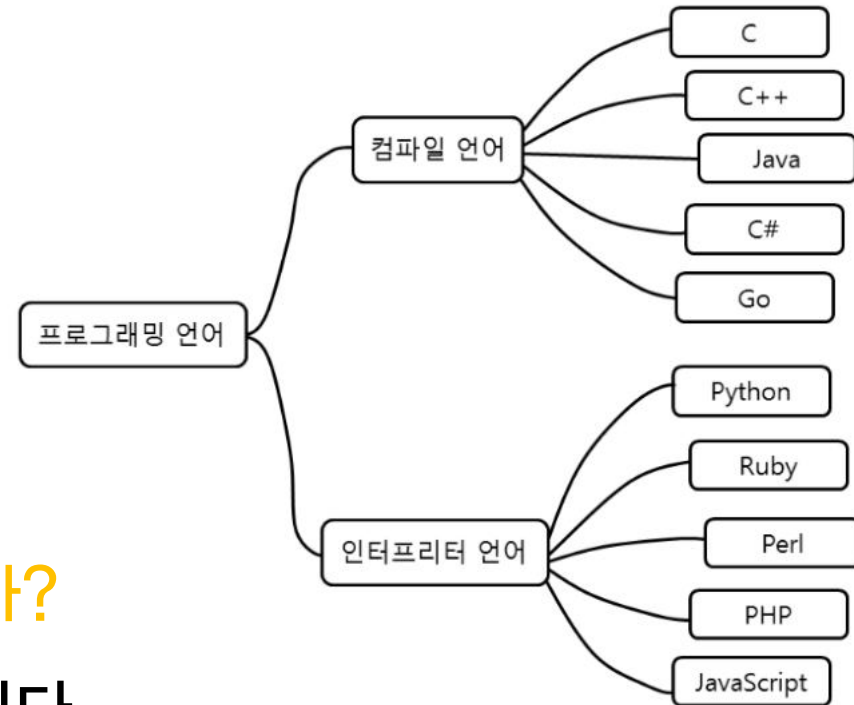 프로그래밍 언어
컴파일 언어
C
C++
Java
C#
Go
인터프리터 언어
Python
Ruby
Perl
PHP
JavaScript